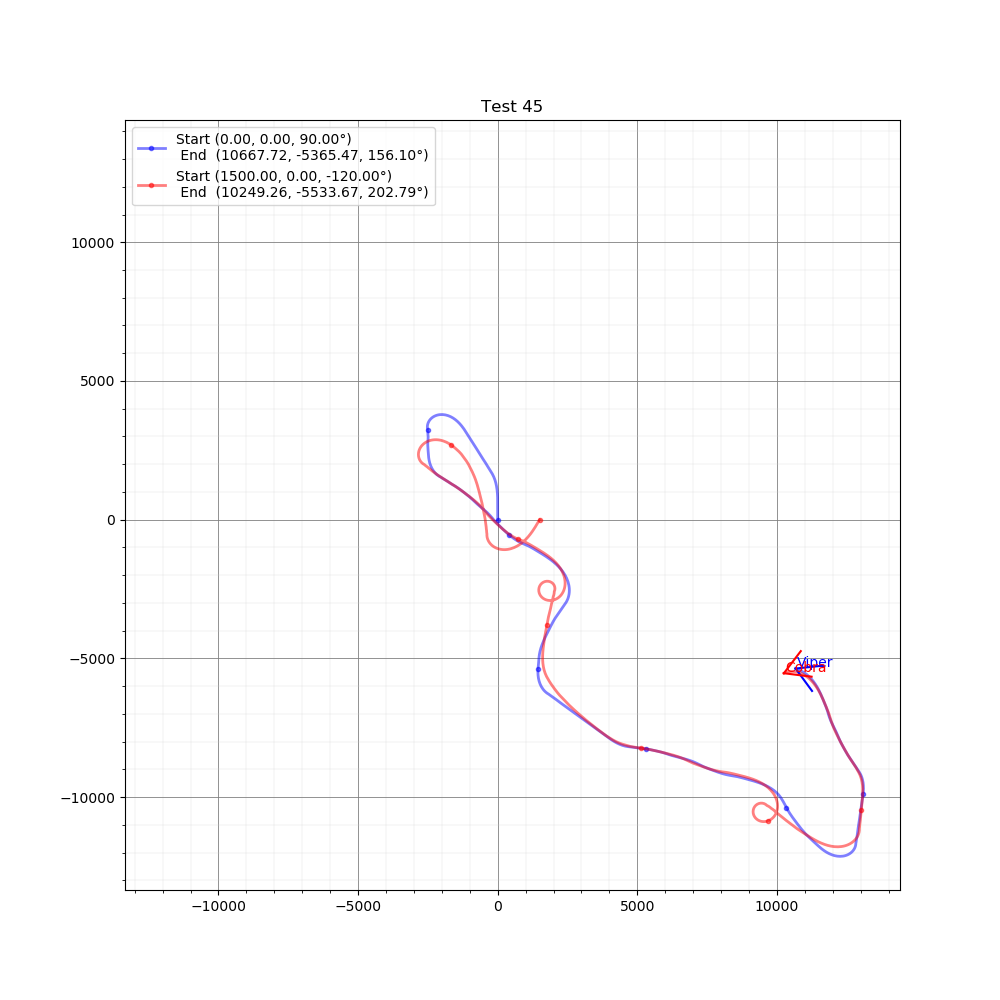 Test 45
Start (0.00, 0.00, 90.00°)
End (10667.72, -5365.47, 156.10°)
Start (1500.00, 0.00, -120.00°)
End (10249.26, -5533.67, 202.79°)
10000
5000
0
−5000
−10000
Viper
−10000
−5000
0
5000
10000